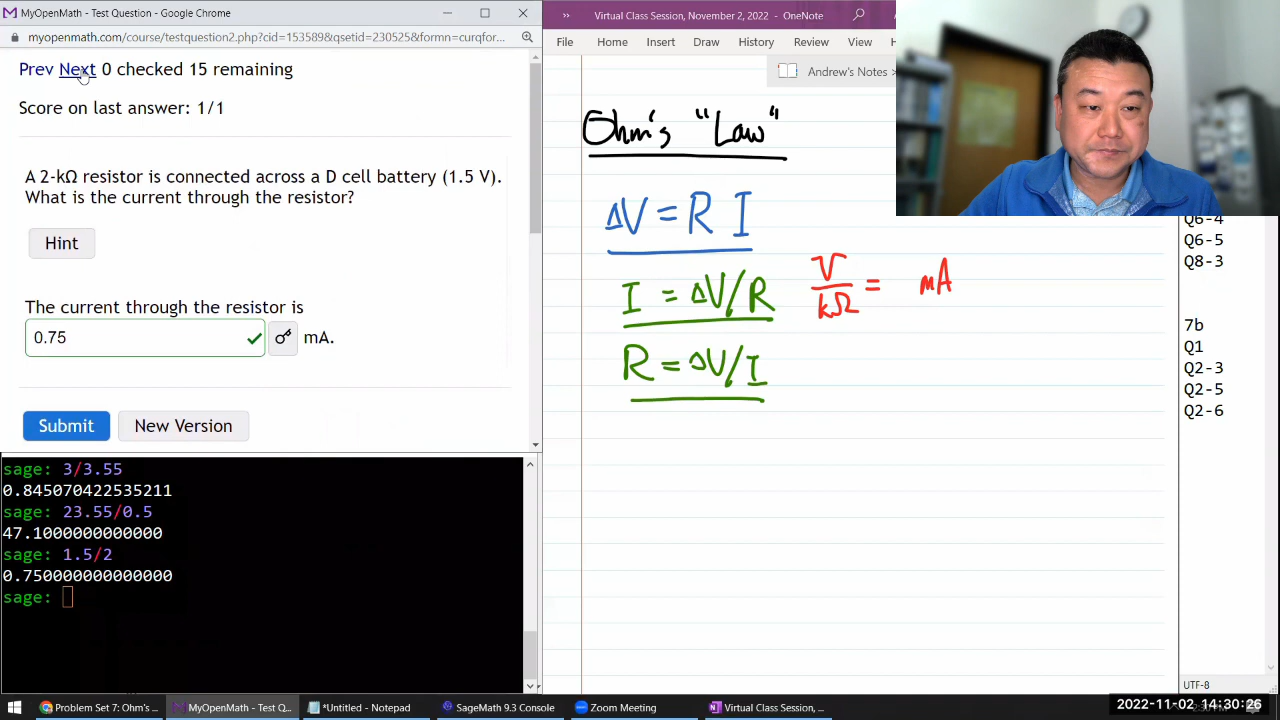 MyOpenMath - Test Question - Google Chrome
myopenmath.com/course/testquestion2.php?cid=153589&qsetid=230525&formn=curqfor...
Prev Next 0 checked 15 remaining
Score on last answer: 1/1
A 2-kΩ resistor is connected across a D cell battery (1.5 V).
What is the current through the resistor?
Hint
The current through the resistor is
0.75 mA.
Submit New Version
sage: 3/3.55
0.845070422535211
sage: 23.55/0.5
47.1000000000000
sage: 1.5/2
0.750000000000000
sage:
Virtual Class Session, November 2, 2022 - OneNote
File Home Insert Draw History Review View
Andrew's Notes
Ohm's "Law"
ΔV = R I
I = ΔV/R
V/kΩ = mA
R = ΔV/I
Q6-4
Q6-5
Q8-3
7b
Q1
Q2-3
Q2-5
Q2-6
UTF-8
Problem Set 7: Ohm's ...
MyOpenMath - Test Q...
*Untitled - Notepad
SageMath 9.3 Console
Zoom Meeting
Virtual Class Session, ...
2022-11-02 14:30:26